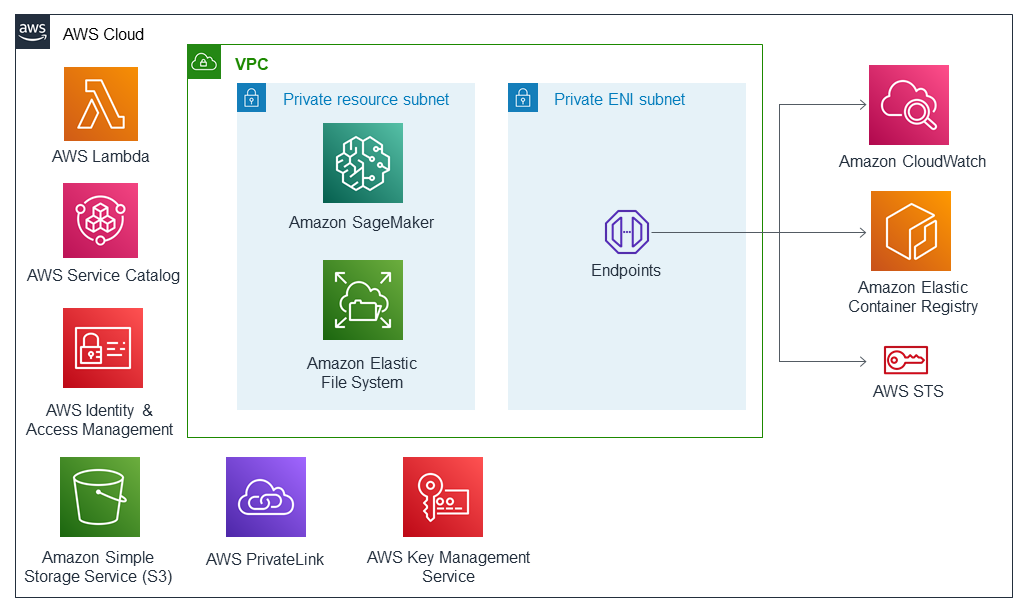 aws
AWS Cloud
VPC
Private resource subnet
Private ENI subnet
AWS Lambda
Amazon SageMaker
Amazon CloudWatch
AWS Service Catalog
Endpoints
Amazon Elastic
Container Registry
Amazon Elastic
File System
AWS STS
AWS Identity &
Access Management
Amazon Simple
Storage Service (S3)
AWS PrivateLink
AWS Key Management
Service